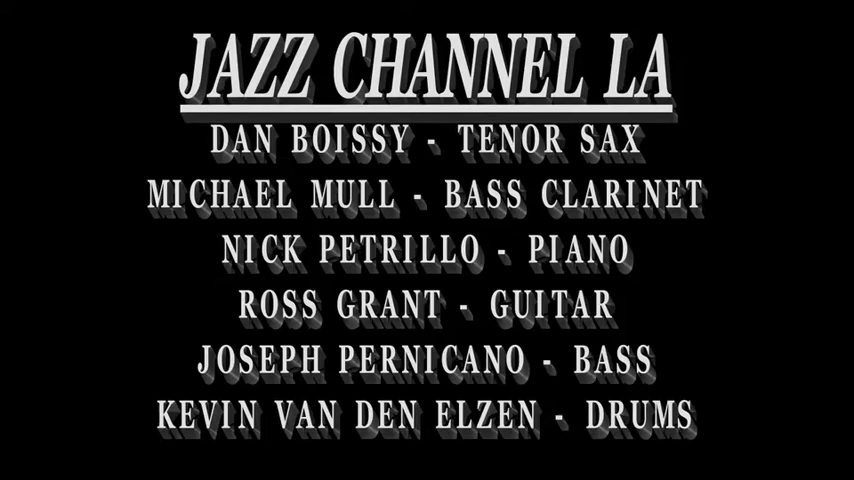 JAZZ CHANNEL LA
DAN BOISSY - TENOR SAX
MICHAEL MULL - BASS CLARINET
NICK PETRILLO - PIANO
ROSS GRANT - GUITAR
JOSEPH PERNICANO - BASS
KEVIN VAN DEN ELZEN - DRUMS